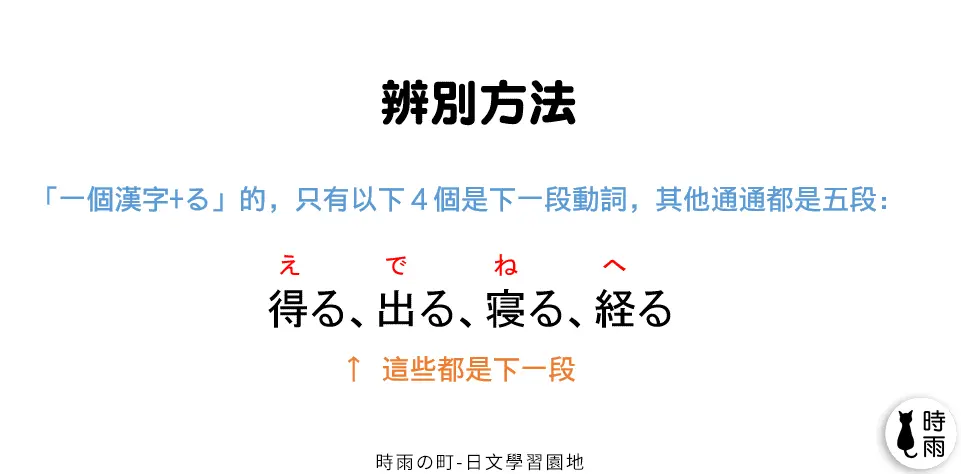 辨別方法
「一個漢字+る」的，只有以下４個是下一段動詞，其他通通都是五段：
え で ね へ
得る、出る、寝る、経る
↑ 這些都是下一段
時雨
時雨の町-日文學習園地